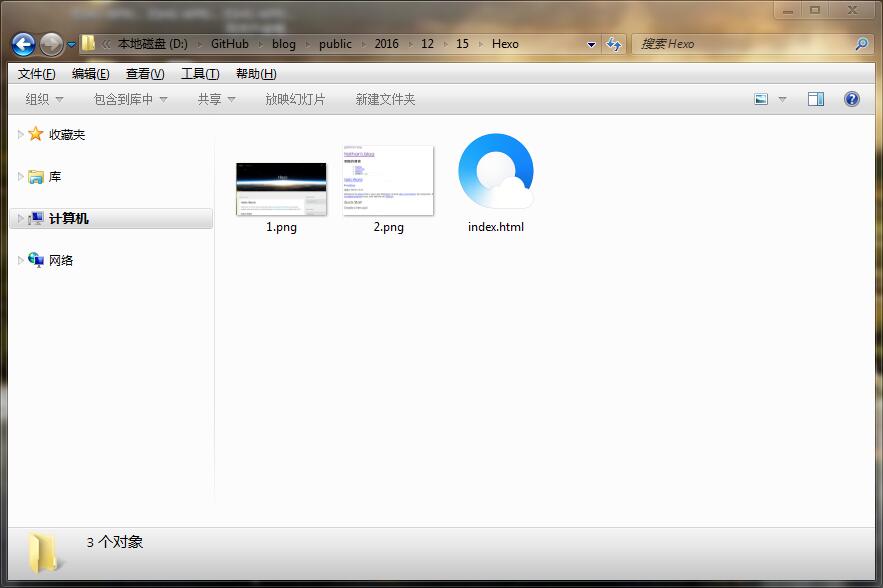 « 本地磁盘 (D:) GitHub blog public 2016 12 15 Hexo 搜索 Hexo
文件(F) 编辑(E) 查看(V) 工具(T) 帮助(H)
组织 包含到库中 共享 放映幻灯片 新建文件夹
收藏夹
库
计算机
网络
1.png 2.png index.html
3 个对象